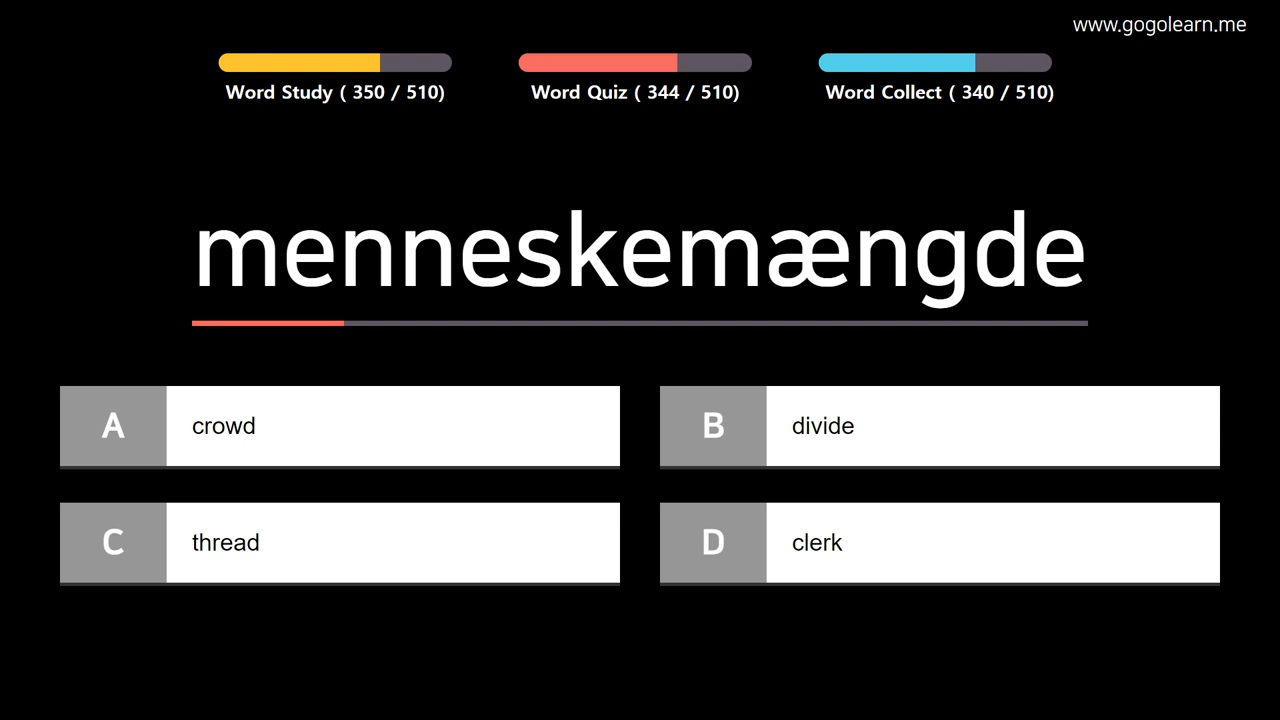 www.gogolearn.me
Word Study ( 350 / 510)
Word Quiz ( 344 / 510)
Word Collect ( 340 / 510)
menneskemængde
A crowd
B divide
C thread
D clerk